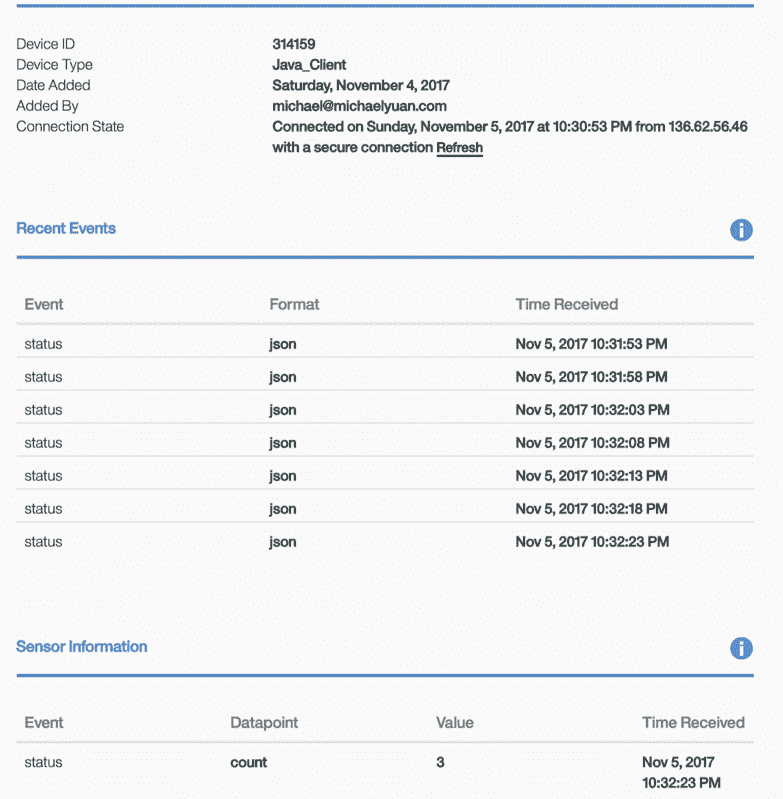 Device ID 314159
Device Type Java_Client
Date Added Saturday, November 4, 2017
Added By michael@michaelyuan.com
Connection State Connected on Sunday, November 5, 2017 at 10:30:53 PM from 136.62.56.46
with a secure connection Refresh
Recent Events
Event Format Time Received
status json Nov 5, 2017 10:31:53 PM
status json Nov 5, 2017 10:31:58 PM
status json Nov 5, 2017 10:32:03 PM
status json Nov 5, 2017 10:32:08 PM
status json Nov 5, 2017 10:32:13 PM
status json Nov 5, 2017 10:32:18 PM
status json Nov 5, 2017 10:32:23 PM
Sensor Information
Event Datapoint Value Time Received
status count 3 Nov 5, 2017
10:32:23 PM